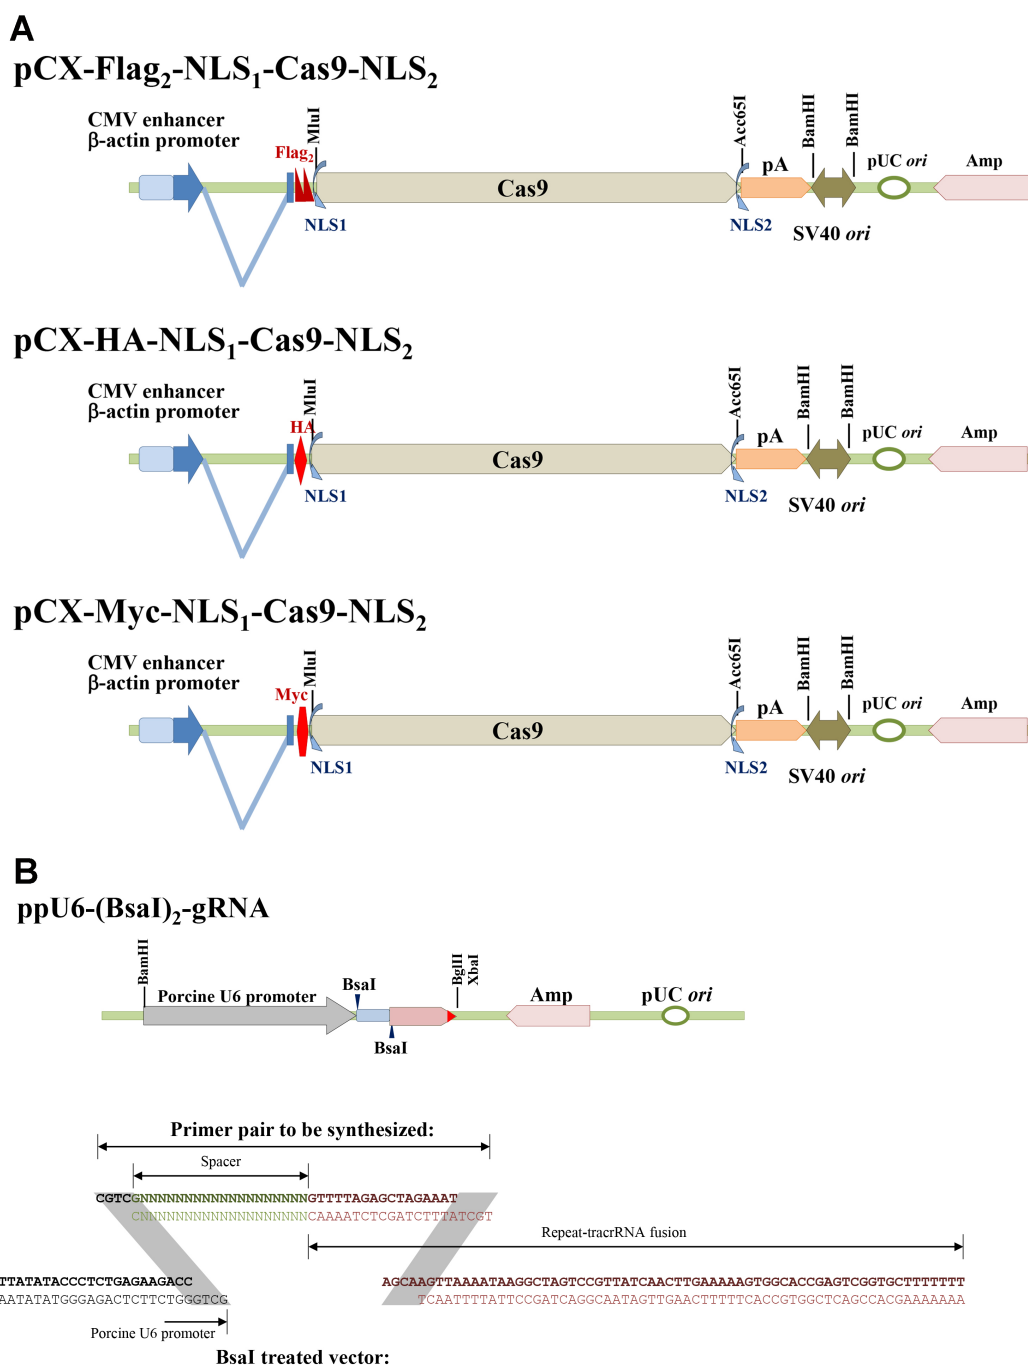 A
pCX-Flag2-NLS1-Cas9-NLS2
CMV enhancer
β-actin promoter
Flag2
MluI
NLS1
Cas9
Acc65I
NLS2
pA
BamHI
BamHI
SV40 ori
pUC ori
Amp
pCX-HA-NLS1-Cas9-NLS2
CMV enhancer
β-actin promoter
HA
MluI
NLS1
Cas9
Acc65I
NLS2
pA
BamHI
BamHI
SV40 ori
pUC ori
Amp
pCX-Myc-NLS1-Cas9-NLS2
CMV enhancer
β-actin promoter
Myc
MluI
NLS1
Cas9
Acc65I
NLS2
pA
BamHI
BamHI
SV40 ori
pUC ori
Amp
B
ppU6-(BsaI)2-gRNA
BamHI
Porcine U6 promoter
BsaI
BsaI
BglII
XbaI
Amp
pUC ori
Primer pair to be synthesized:
Spacer
CGTCGNNNNNNNNNNNNNNNNNNNGTTTTAGAGCTAGAAAT
CNNNNNNNNNNNNNNNNNNNCAAAATCTCGATCTTTATCGT
Repeat-tracrRNA fusion
TTATATACCCTCTGAGAAGACC
AGCAAGTTAAAATAAGGCTAGTCCGTTATCAACTTGAAAAAGTGGCACCGAGTCGGTGCTTTTTTT
AATATATGGGAGACTCTTCTGGGTCG
TCAATTTTATTCCGATCAGGCAATAGTTGAACTTTTTCACCGTGGCTCAGCCACGAAAAAAA
Porcine U6 promoter
BsaI treated vector: